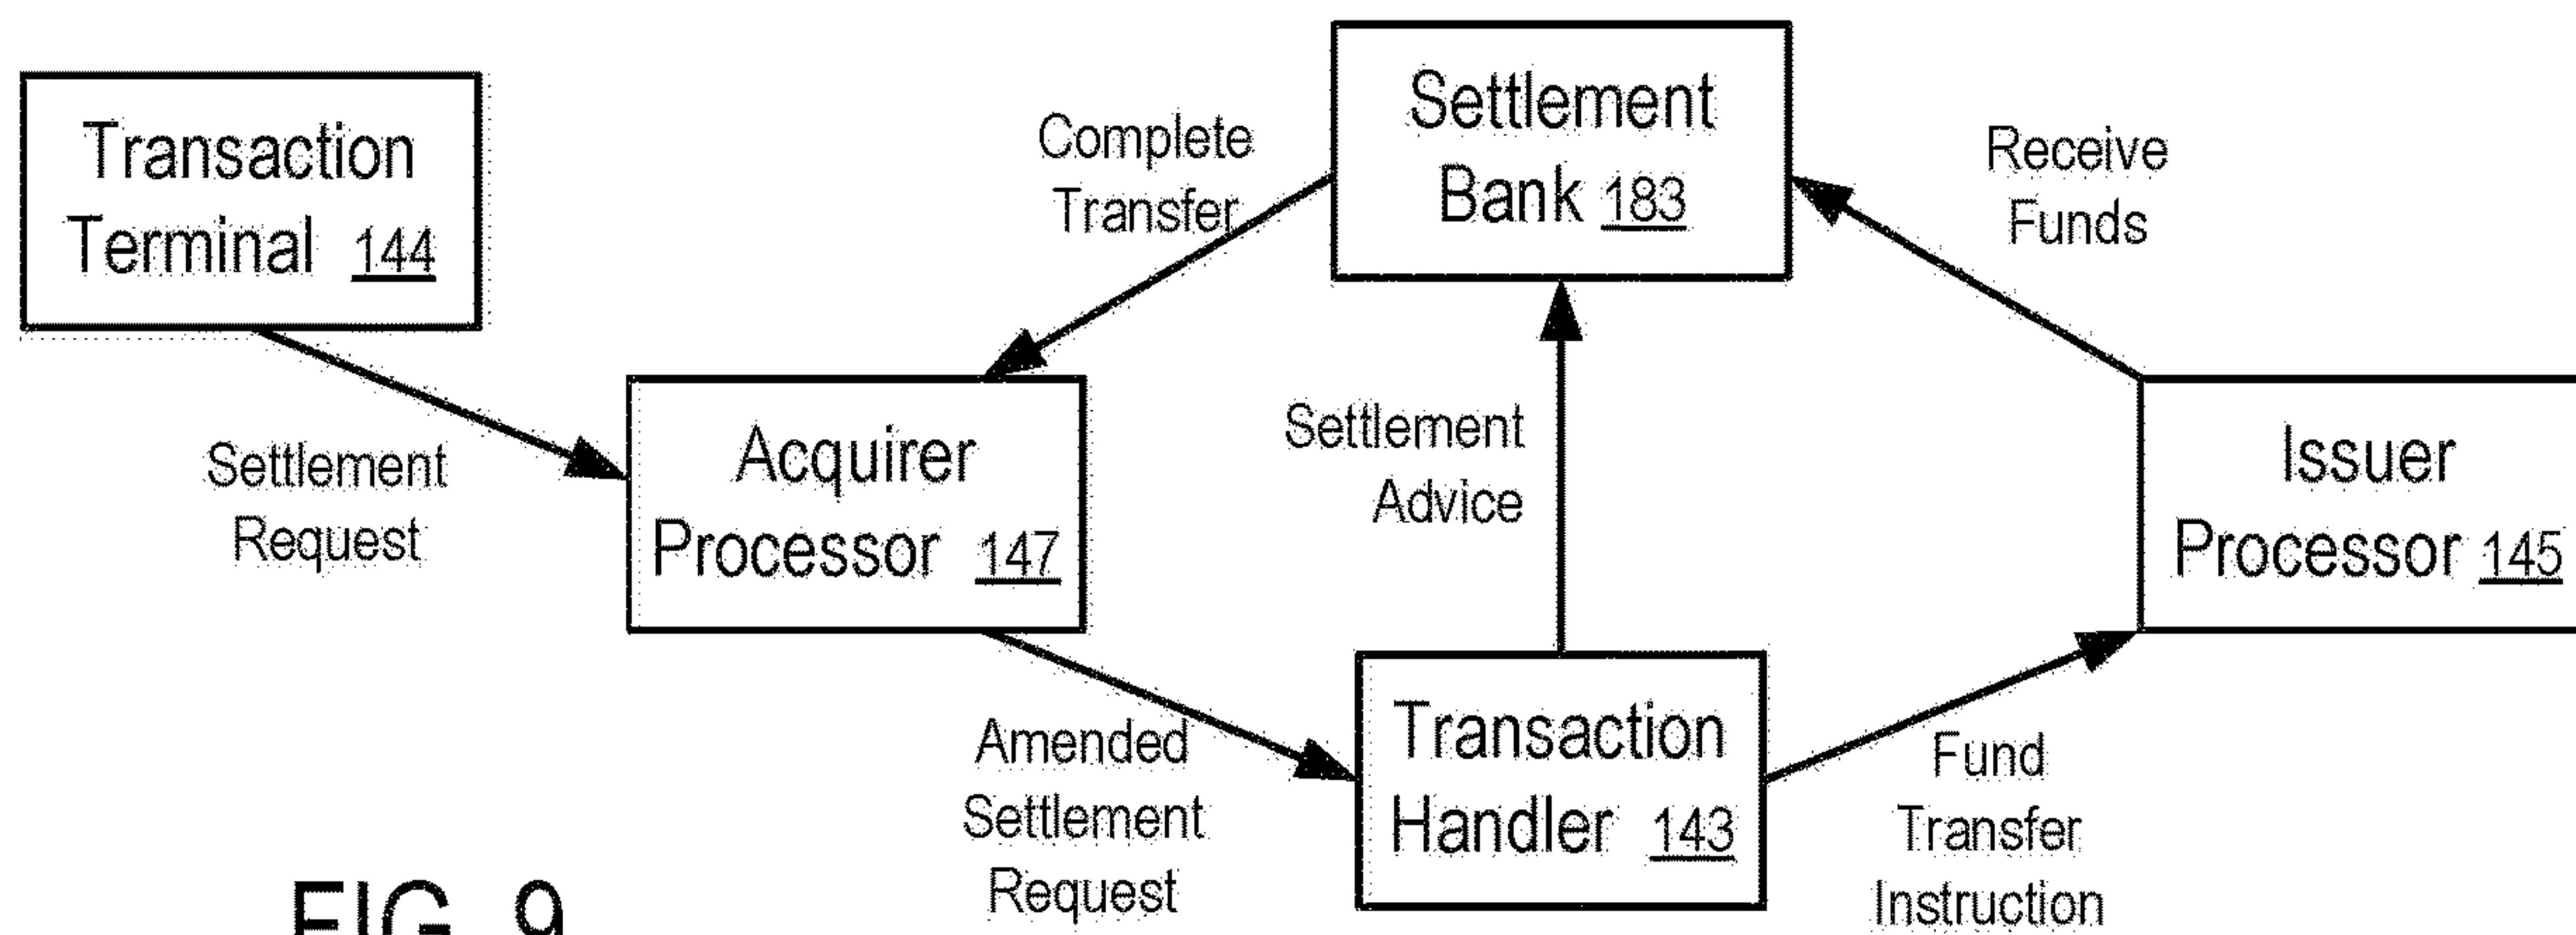 Transaction
Terminal 144
Settlement
Request
Complete
Transfer
Settlement
Bank 183
Receive
Funds
Acquirer
Processor 147
Settlement
Advice
Issuer
Processor 145
Amended
Settlement
Request
Transaction
Handler 143
Fund
Transfer
Instruction
FIG. 9